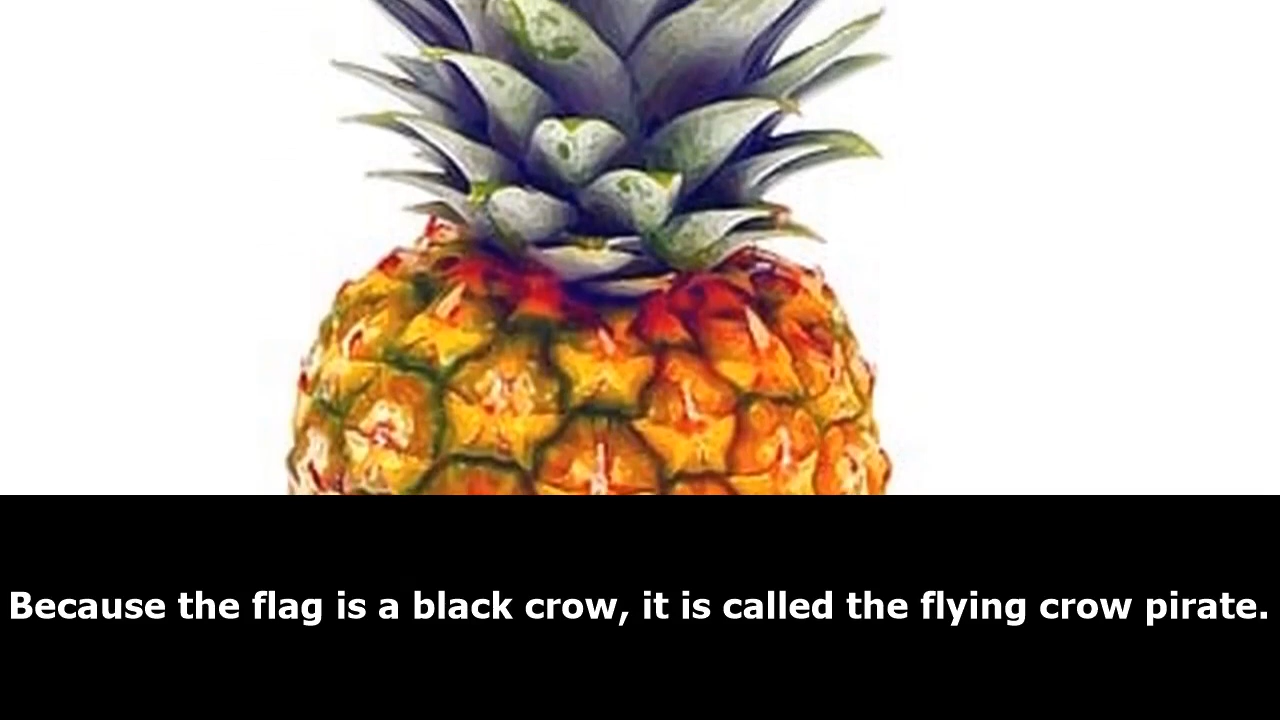 Because the flag is a black crow, it is called the flying crow pirate.